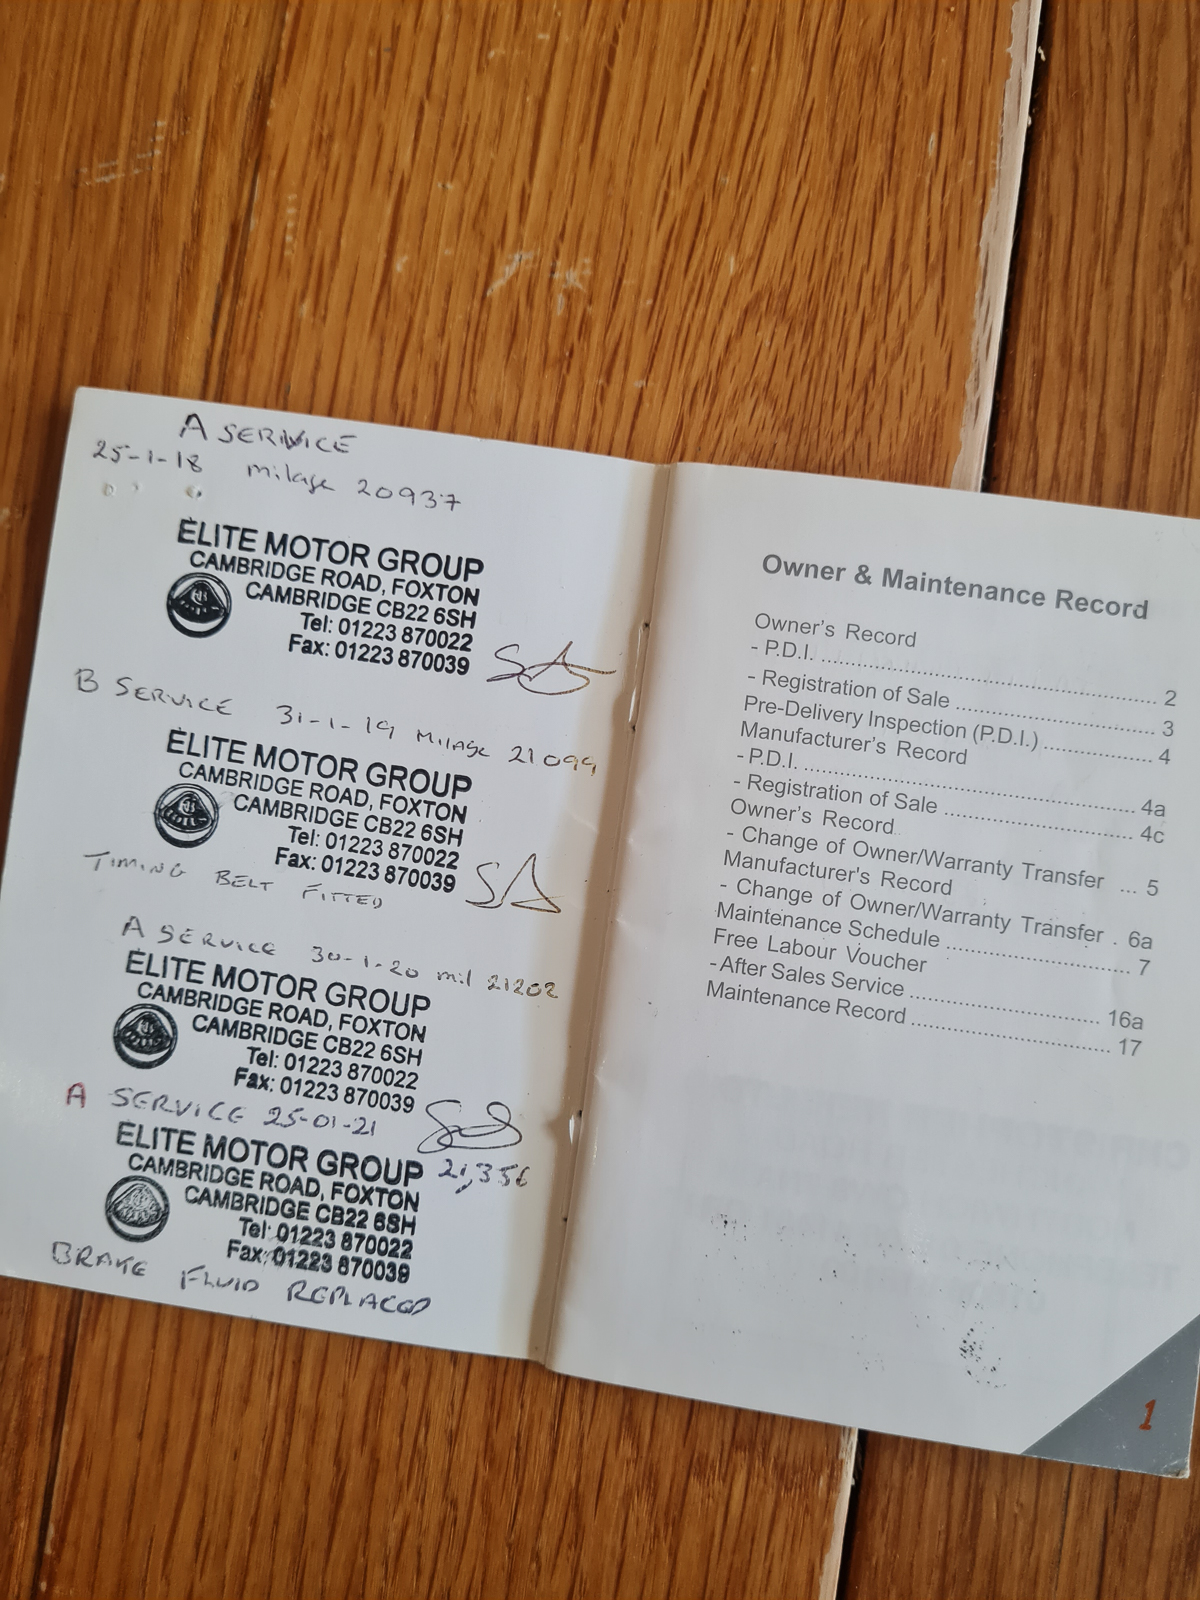 A SERVICE
25-1-18 milage 20937
ELITE MOTOR GROUP
CAMBRIDGE ROAD, FOXTON
CAMBRIDGE CB22 6SH
Tel: 01223 870022
Fax: 01223 870039
B SERVICE 31-1-19 Milage 21099
ELITE MOTOR GROUP
CAMBRIDGE ROAD, FOXTON
CAMBRIDGE CB22 6SH
Tel: 01223 870022
Fax: 01223 870039
TIMING BELT FITTED
A SERVICE 30-1-20 mil 21202
ELITE MOTOR GROUP
CAMBRIDGE ROAD, FOXTON
CAMBRIDGE CB22 6SH
Tel: 01223 870022
Fax: 01223 870039
A SERVICE 25-01-21
21,356
ELITE MOTOR GROUP
CAMBRIDGE ROAD, FOXTON
CAMBRIDGE CB22 6SH
Tel: 01223 870022
Fax: 01223 870039
BRAKE FLUID REPLACED
Owner & Maintenance Record
Owner's Record
- P.D.I. .......... 2
- Registration of Sale .......... 3
Pre-Delivery Inspection (P.D.I.) .......... 4
Manufacturer's Record
- P.D.I. .......... 4a
- Registration of Sale .......... 4c
Owner's Record
- Change of Owner/Warranty Transfer ... 5
Manufacturer's Record
- Change of Owner/Warranty Transfer . 6a
Maintenance Schedule .......... 7
Free Labour Voucher
-After Sales Service .......... 16a
Maintenance Record .......... 17
1